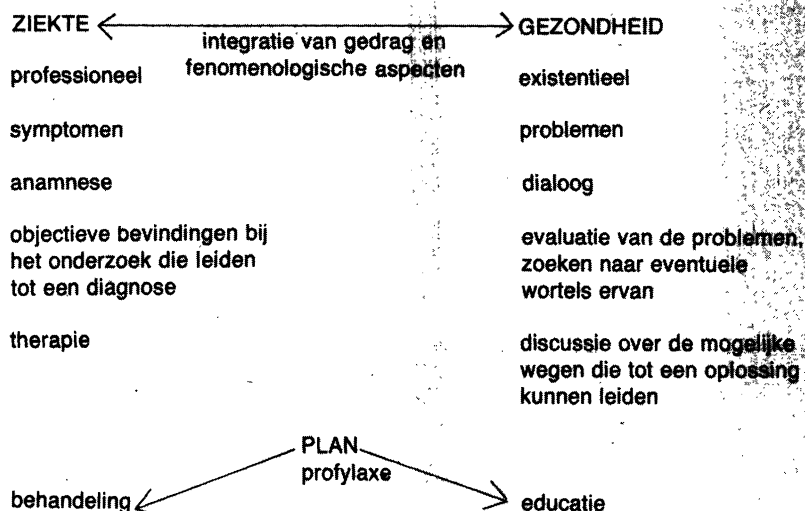 ZIEKTE
GEZONDHEID
integratie van gedrag en
fenomenologische aspecten
professioneel
existentieel
symptomen
problemen
anamnese
dialoog
objectieve bevindingen bij
het onderzoek die leiden
tot een diagnose
evaluatie van de problemen,
zoeken naar eventuele
wortels ervan
therapie
discussie over de mogelijke
wegen die tot een oplossing
kunnen leiden
PLAN
profylaxe
behandeling
educatie